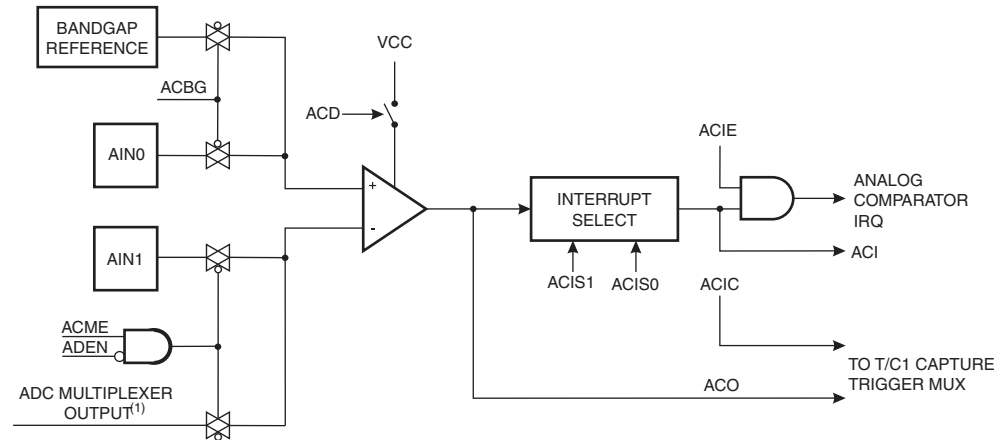 BANDGAP
REFERENCE
VCC
ACBG
ACD
AIN0
ACIE
+
-
INTERRUPT
SELECT
ANALOG
COMPARATOR
IRQ
AIN1
ACI
ACIS1
ACIS0
ACIC
ACME
ADEN
TO T/C1 CAPTURE
TRIGGER MUX
ACO
ADC MULTIPLEXER
OUTPUT(1)